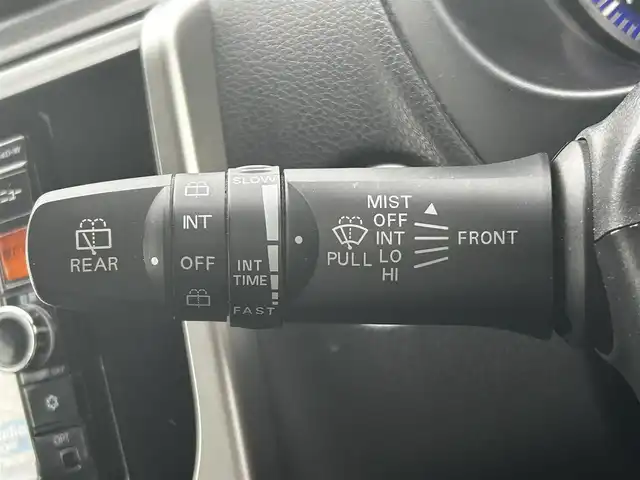 REAR
INT
OFF
SLOW
INT
TIME
FAST
PULL
MIST
OFF
INT
LO
HI
FRONT